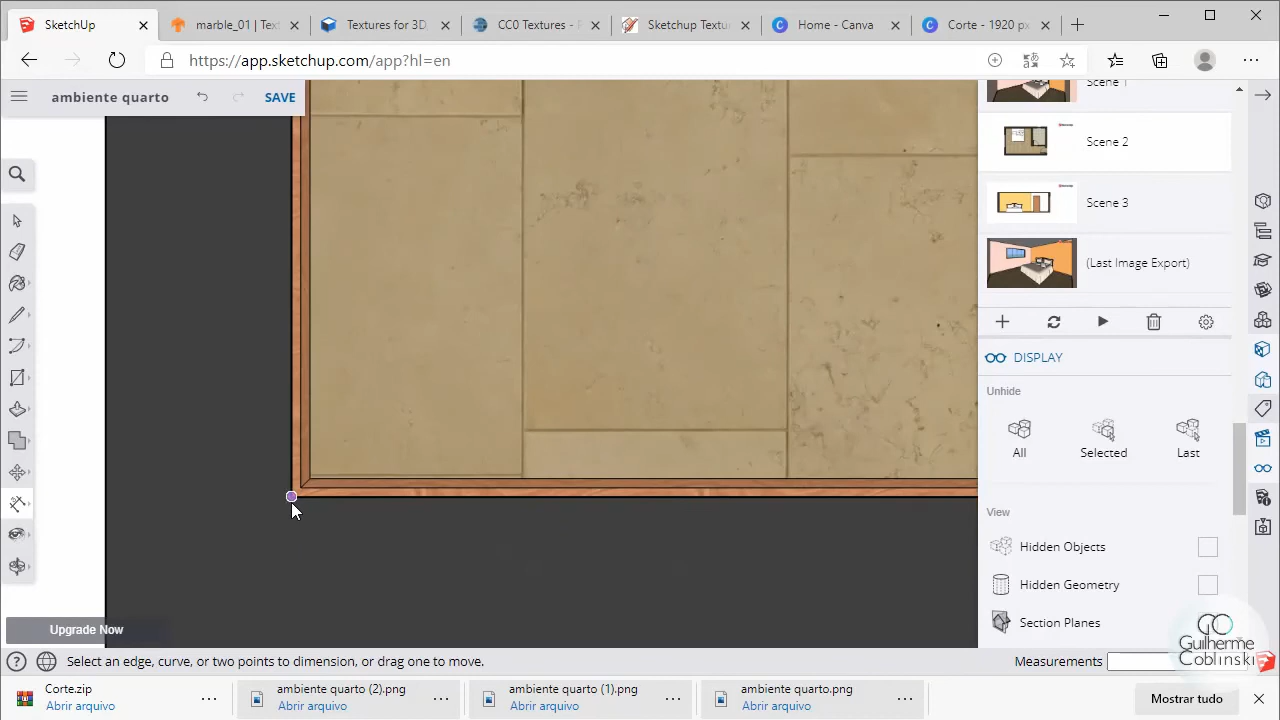 SketchUp
marble_01 | Text
Textures for 3D,
CC0 Textures - F
Sketchup Textur
Home - Canva
Corte - 1920 px
https://app.sketchup.com/app?hl=en
ambiente quarto
SAVE
Scene 1
Scene 2
Scene 3
(Last Image Export)
DISPLAY
Unhide
All
Selected
Last
View
Hidden Objects
Hidden Geometry
Section Planes
Upgrade Now
GO
Guilherme
Coblinski
Select an edge, curve, or two points to dimension, or drag one to move.
Measurements
Corte.zip
Abrir arquivo
ambiente quarto (2).png
Abrir arquivo
ambiente quarto (1).png
Abrir arquivo
ambiente quarto.png
Abrir arquivo
Mostrar tudo